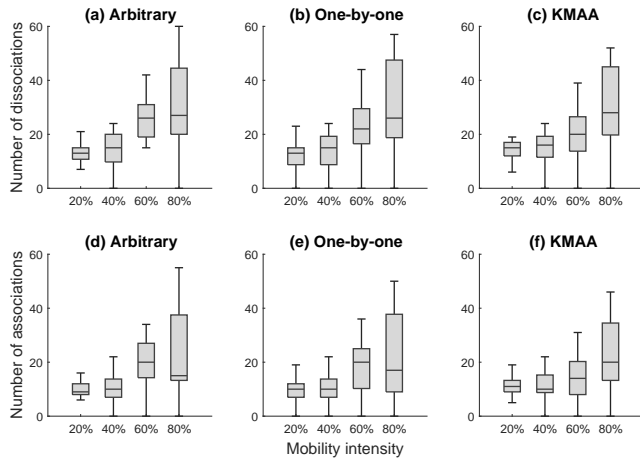 (a) Arbitrary
(b) One-by-one
(c) KMAA
Number of dissociations
60
40
20
0
20% 40% 60% 80%
60
40
20
0
20% 40% 60% 80%
60
40
20
0
20% 40% 60% 80%
(d) Arbitrary
(e) One-by-one
(f) KMAA
Number of associations
60
40
20
0
20% 40% 60% 80%
60
40
20
0
20% 40% 60% 80%
60
40
20
0
20% 40% 60% 80%
Mobility intensity